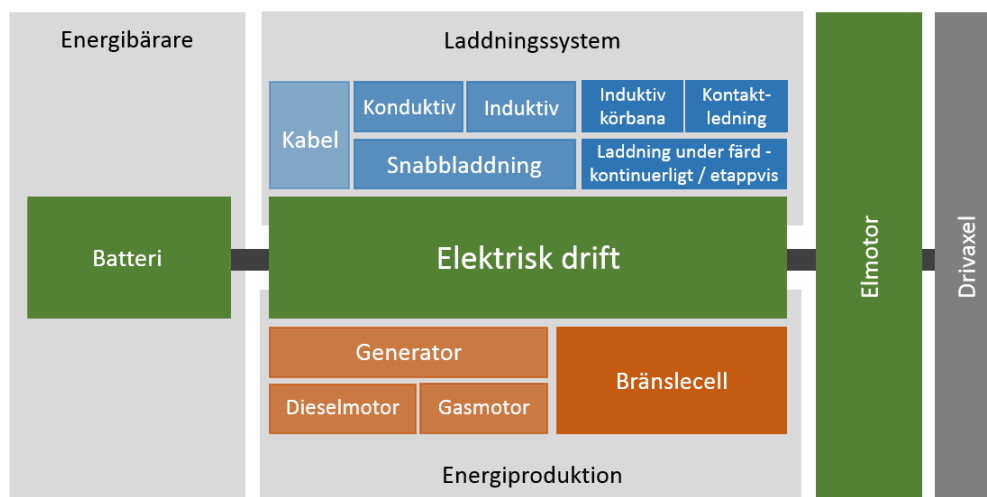 Energibärare
Laddningssystem
Kabel
Konduktiv
Induktiv
Snabbladdning
Induktiv
körbana
Kontakt-
ledning
Laddning under färd -
kontinuerligt / etappvis
Batteri
Elektrisk drift
Elmotor
Drivaxel
Generator
Dieselmotor
Gasmotor
Bränslecell
Energiproduktion